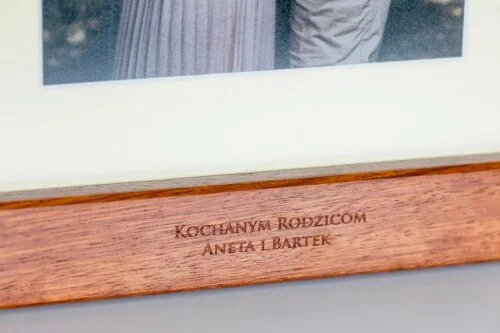 Kochanym Rodzicom
Aneta i Bartek